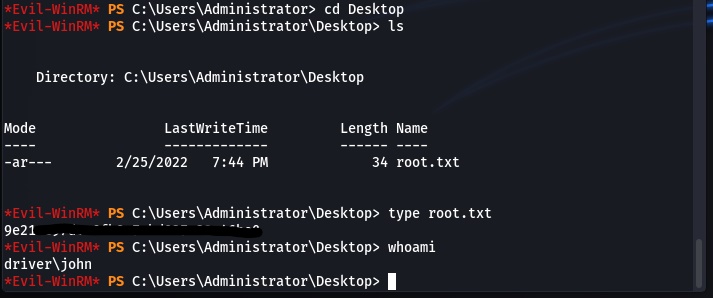 *Evil-WinRM* PS C:\Users\Administrator> cd Desktop
*Evil-WinRM* PS C:\Users\Administrator\Desktop> ls
Directory: C:\Users\Administrator\Desktop
Mode LastWriteTime Length Name
---- ------------- ------ ----
-ar--- 2/25/2022 7:44 PM 34 root.txt
*Evil-WinRM* PS C:\Users\Administrator\Desktop> type root.txt
9e21
*Evil-WinRM* PS C:\Users\Administrator\Desktop> whoami
driver\john
*Evil-WinRM* PS C:\Users\Administrator\Desktop>